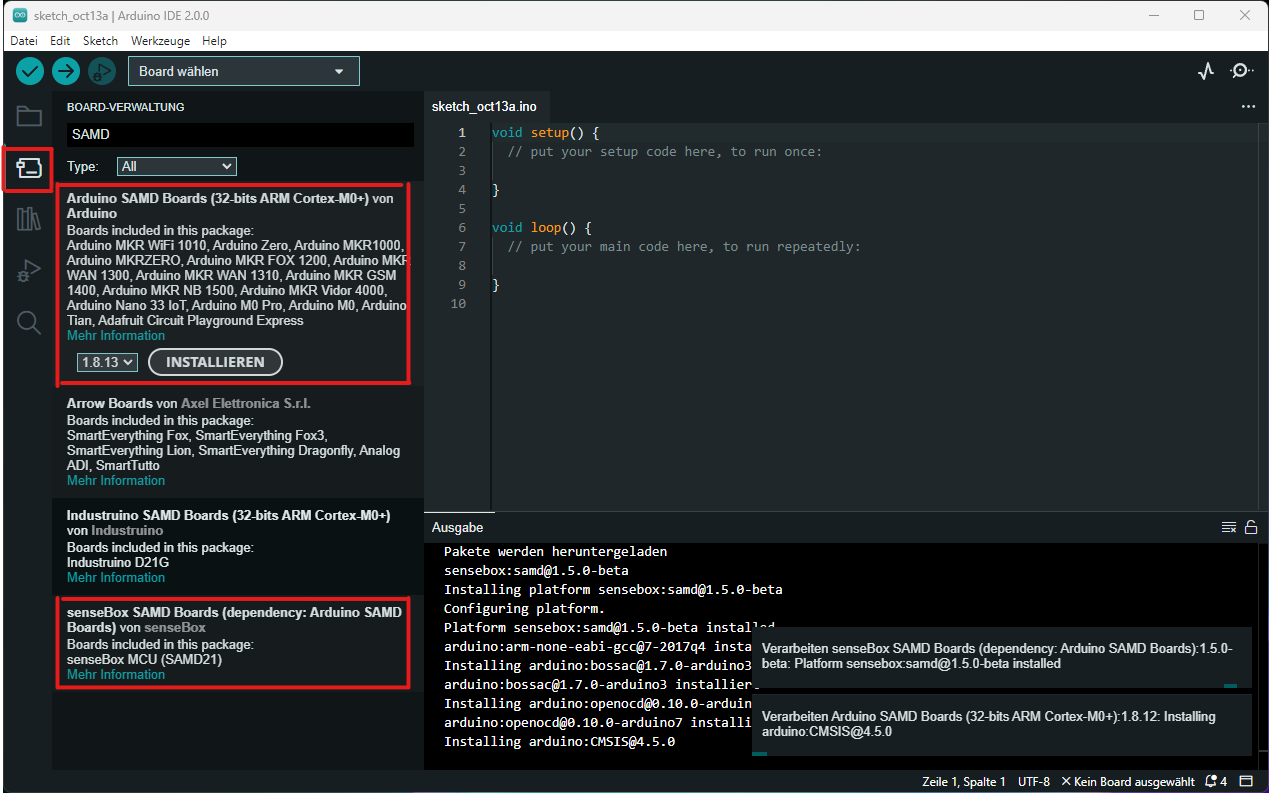 sketch_oct13a | Arduino IDE 2.0.0
Datei Edit Sketch Werkzeuge Help
Board wählen
BOARD-VERWALTUNG
SAMD
Type: All
Arduino SAMD Boards (32-bits ARM Cortex-M0+) von
Arduino
Boards included in this package:
Arduino MKR WiFi 1010, Arduino Zero, Arduino MKR1000,
Arduino MKRZERO, Arduino MKR FOX 1200, Arduino MKR
WAN 1300, Arduino MKR WAN 1310, Arduino MKR GSM
1400, Arduino MKR NB 1500, Arduino MKR Vidor 4000,
Arduino Nano 33 IoT, Arduino M0 Pro, Arduino M0, Arduino
Tian, Adafruit Circuit Playground Express
Mehr Information
1.8.13 INSTALLIEREN
Arrow Boards von Axel Elettronica S.r.l.
Boards included in this package:
SmartEverything Fox, SmartEverything Fox3,
SmartEverything Lion, SmartEverything Dragonfly, Analog
ADI, SmartTutto
Mehr Information
Industruino SAMD Boards (32-bits ARM Cortex-M0+)
von Industruino
Boards included in this package:
Industruino D21G
Mehr Information
senseBox SAMD Boards (dependency: Arduino SAMD
Boards) von senseBox
Boards included in this package:
senseBox MCU (SAMD21)
Mehr Information
sketch_oct13a.ino
1 void setup() {
2 // put your setup code here, to run once:
3
4 }
5
6 void loop() {
7 // put your main code here, to run repeatedly:
8
9 }
10
Ausgabe
Pakete werden heruntergeladen
sensebox:samd@1.5.0-beta
Installing platform sensebox:samd@1.5.0-beta
Configuring platform.
Platform sensebox:samd@1.5.0-beta installed
arduino:arm-none-eabi-gcc@7-2017q4 insta
Installing arduino:bossac@1.7.0-arduino3
arduino:bossac@1.7.0-arduino3 installier
Installing arduino:openocd@0.10.0-arduin
arduino:openocd@0.10.0-arduino7 installi
Installing arduino:CMSIS@4.5.0
Verarbeiten senseBox SAMD Boards (dependency: Arduino SAMD Boards):1.5.0-
beta: Platform sensebox:samd@1.5.0-beta installed
Verarbeiten Arduino SAMD Boards (32-bits ARM Cortex-M0+):1.8.12: Installing
arduino:CMSIS@4.5.0
Zeile 1, Spalte 1 UTF-8 Kein Board ausgewählt 4